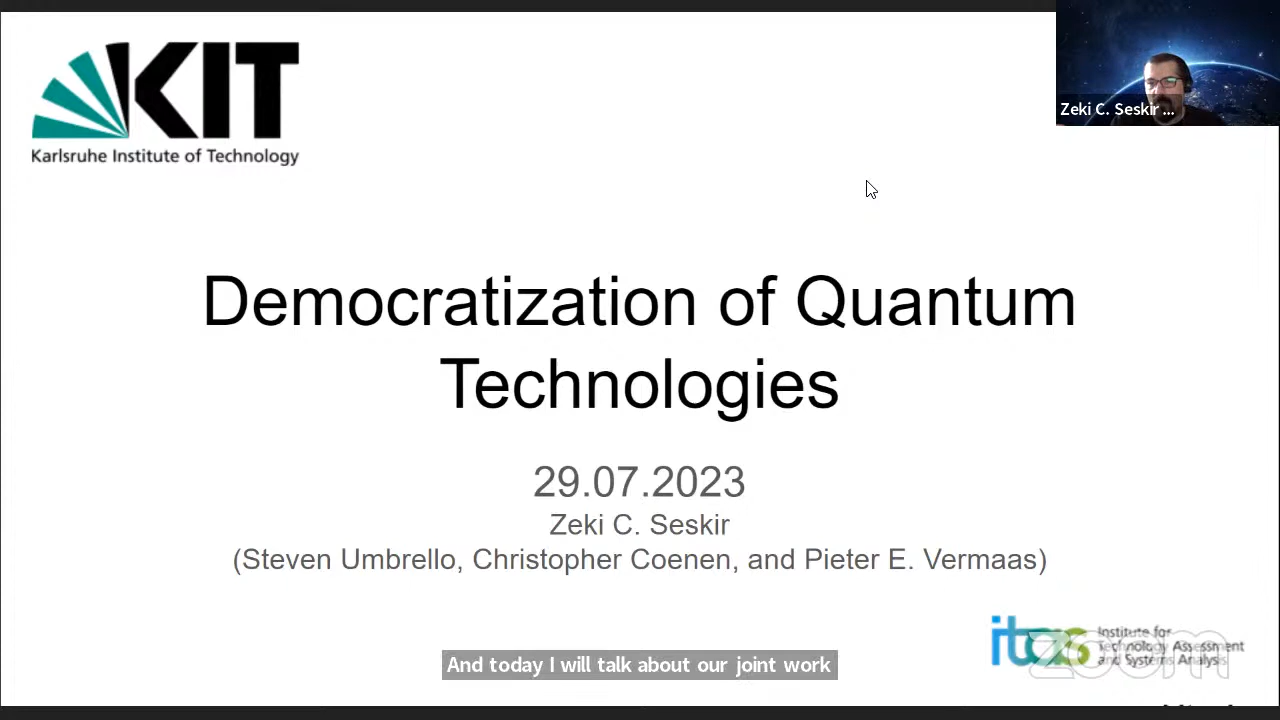 KIT
Karlsruhe Institute of Technology
Zeki C. Seskir ...
Democratization of Quantum
Technologies
29.07.2023
Zeki C. Seskir
(Steven Umbrello, Christopher Coenen, and Pieter E. Vermaas)
itas
Institute for
Technology Assessment
and Systems Analysis
zoom
And today I will talk about our joint work